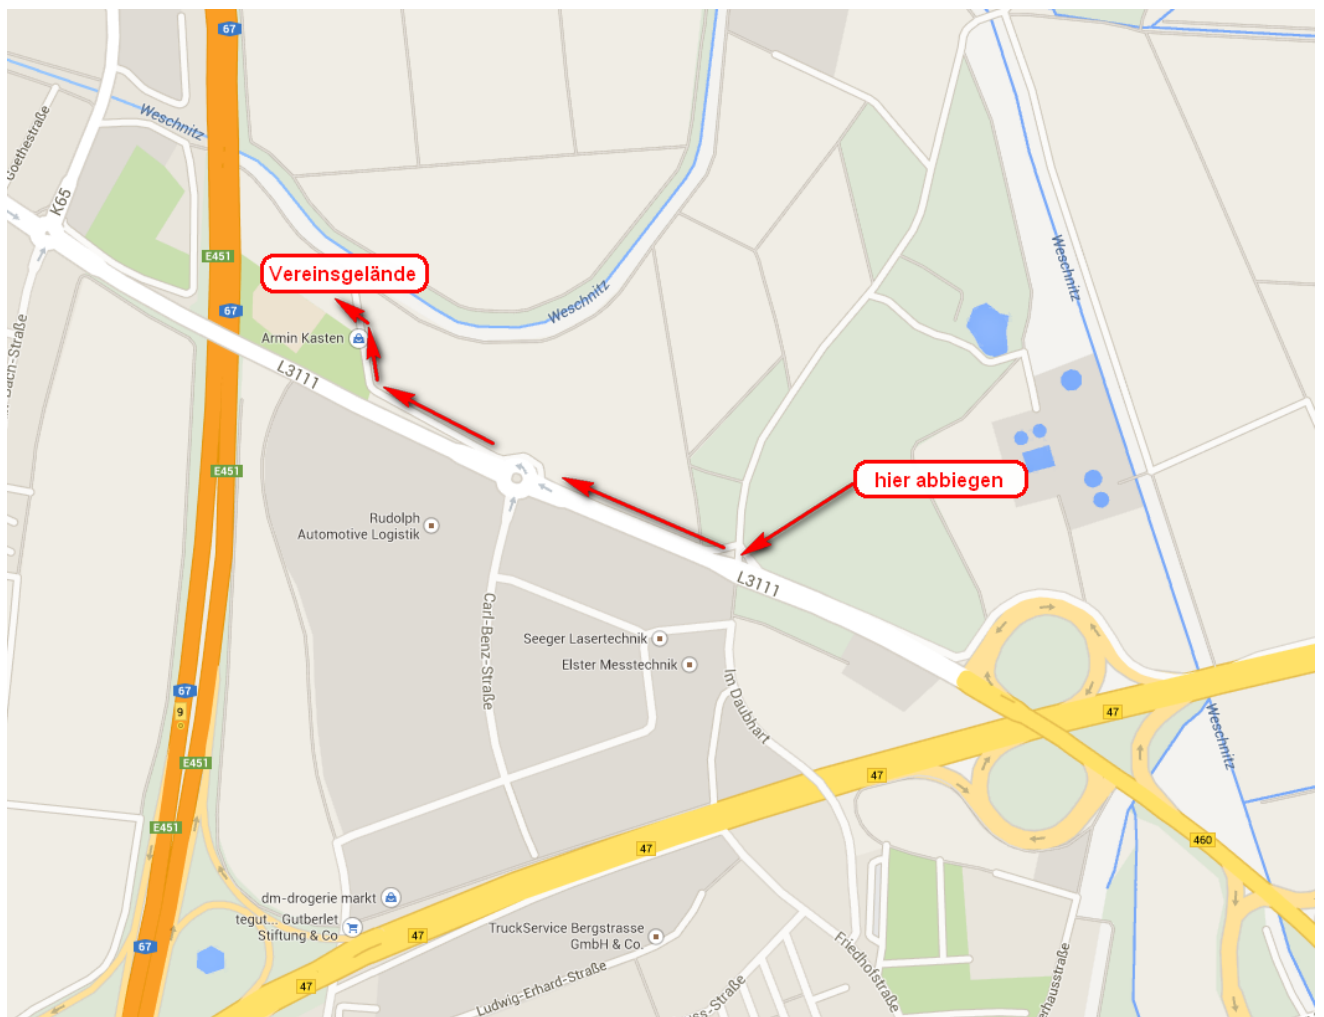 67
Weschnitz
Goethestraße
K65
E451
Weschnitz
Vereinsgelände
67
Weschnitz
Armin Kasten
L3111
E451
hier abbiegen
Rudolph
Automotive Logistik
L3111
Carl-Benz-Straße
Seeger Lasertechnik
Elster Messtechnik
Im Daubhart
67
9
47
Weschnitz
E451
47
E451
460
47
dm-drogerie markt
tegut... Gutberlet
Stiftung & Co
TruckService Bergstrasse
GmbH & Co.
47
67
Friedhofstraße
Ludwig-Erhard-Straße
47